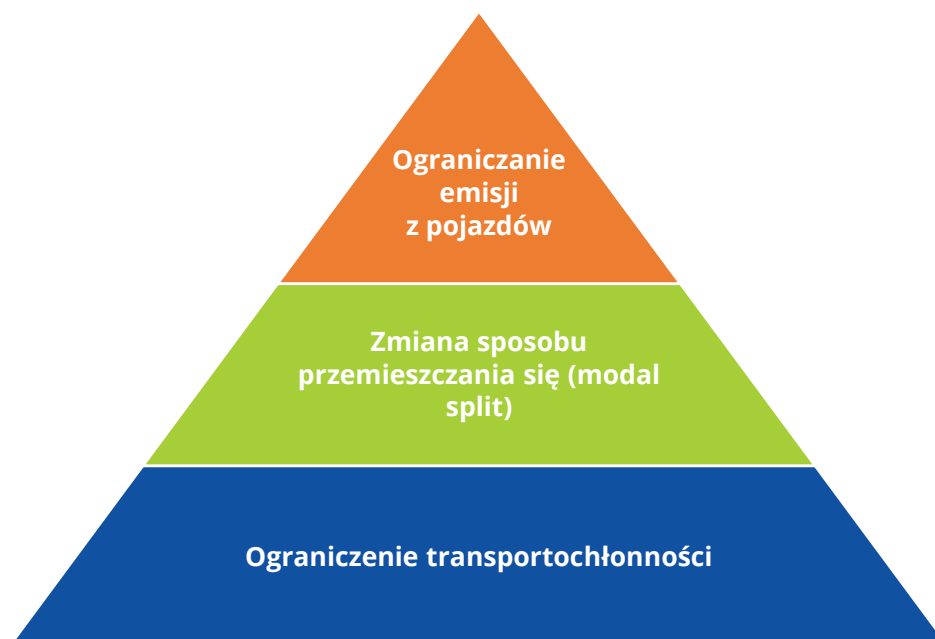 Ograniczanie
emisji
z pojazdów
Zmiana sposobu
przemieszczania się (modal
split)
Ograniczenie transportochłonności